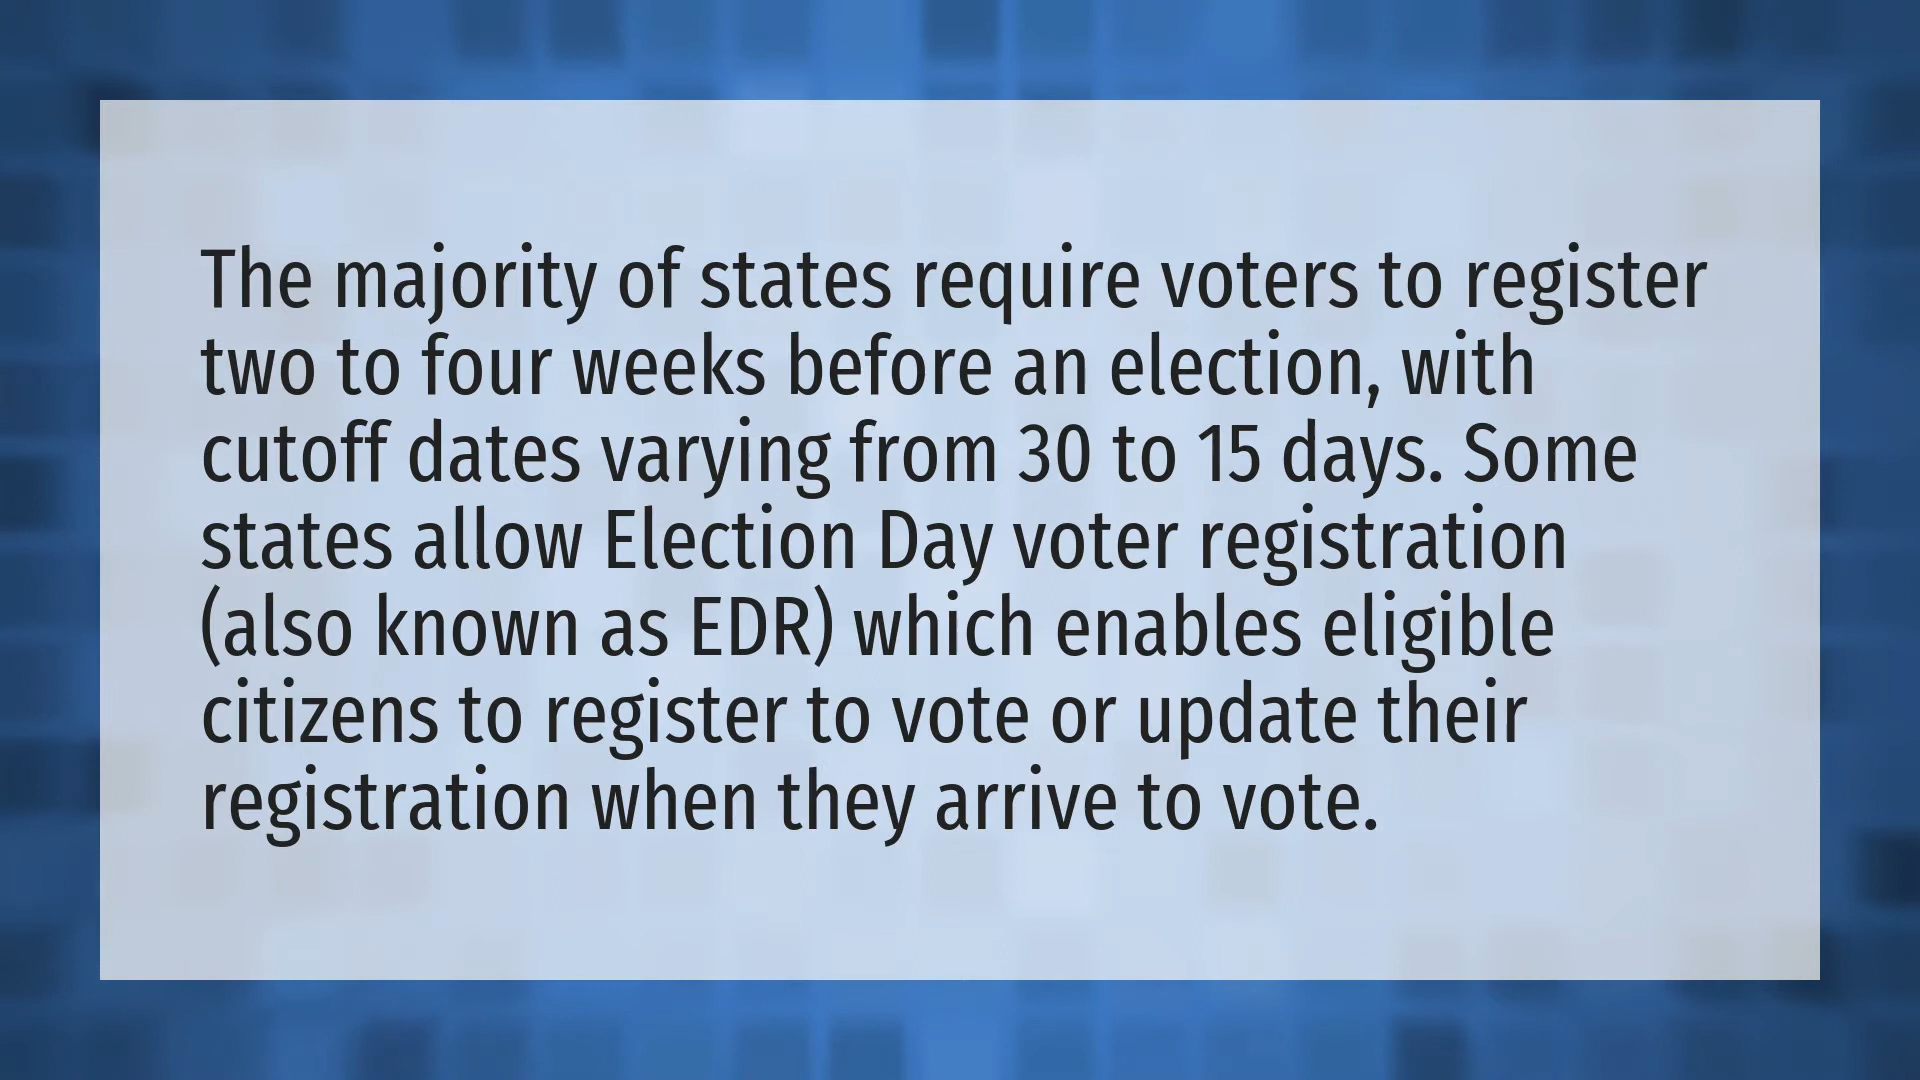 The majority of states require voters to register
two to four weeks before an election, with
cutoff dates varying from 30 to 15 days. Some
states allow Election Day voter registration
(also known as EDR) which enables eligible
citizens to register to vote or update their
registration when they arrive to vote.